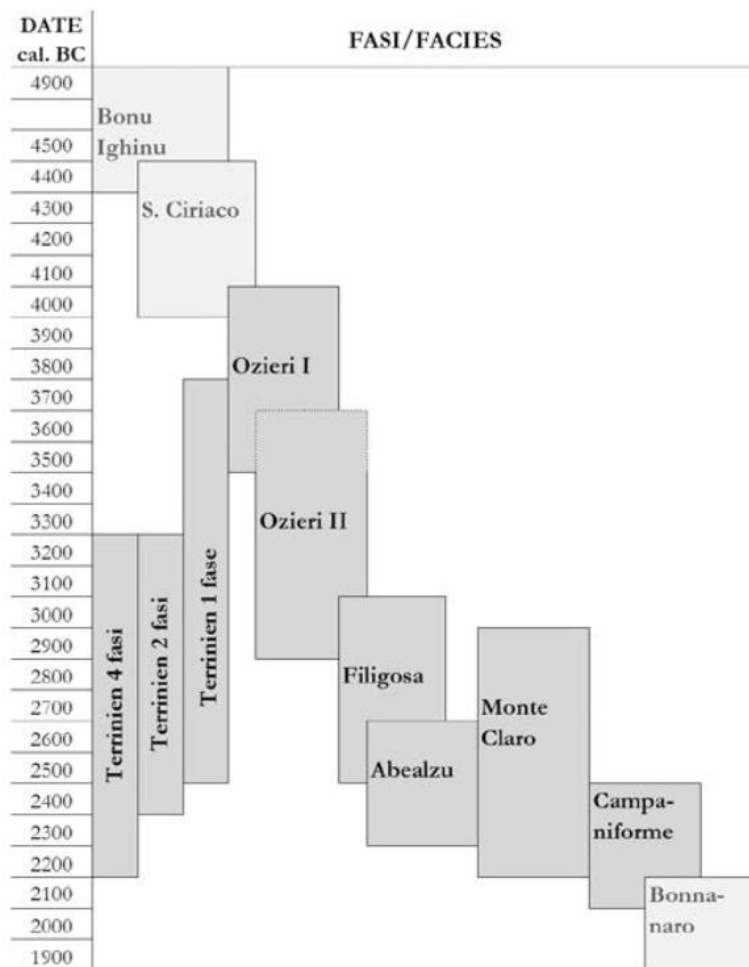 DATE
cal. BC
FASI/FACIES
4900
4500
4400
4300
4200
4100
4000
3900
3800
3700
3600
3500
3400
3300
3200
3100
3000
2900
2800
2700
2600
2500
2400
2300
2200
2100
2000
1900
Bonu
Ighinu
S. Ciriaco
Ozieri I
Ozieri II
Terrinien 4 fasi
Terrinien 2 fasi
Terrinien 1 fase
Filigosa
Abealzu
Monte
Claro
Campa-
niforme
Bonna-
naro